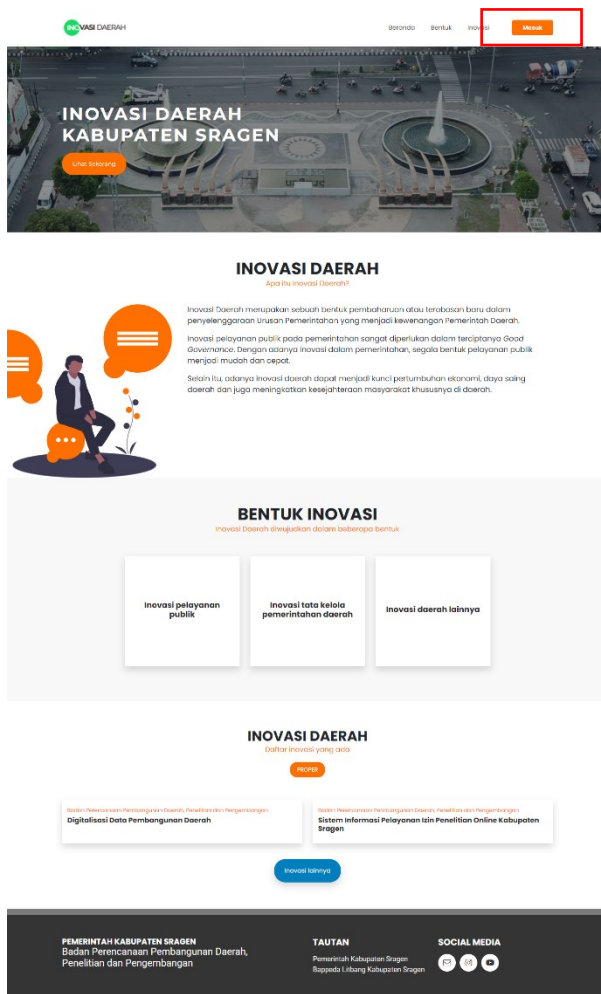 INOVASI DAERAH
Beranda Bentuk Inovasi Masuk
INOVASI DAERAH
KABUPATEN SRAGEN
Lihat Sekarang
INOVASI DAERAH
Apa itu Inovasi Daerah?
Inovasi Daerah merupakan sebuah bentuk pembaharuan atau terobosan baru dalam
penyelenggaraan Urusan Pemerintahan yang menjadi kewenangan Pemerintah Daerah.
Inovasi pelayanan publik pada pemerintahan sangat diperlukan dalam terciptanya Good
Governance. Dengan adanya inovasi dalam pemerintahan, segala bentuk pelayanan publik
menjadi mudah dan cepat.
Selain itu, adanya inovasi daerah dapat menjadi kunci pertumbuhan ekonomi, daya saing
daerah dan juga meningkatkan kesejahteraan masyarakat khususnya di daerah.
BENTUK INOVASI
Inovasi Daerah diwujudkan dalam beberapa bentuk
Inovasi pelayanan
publik
Inovasi tata kelola
pemerintahan daerah
Inovasi daerah lainnya
INOVASI DAERAH
Daftar inovasi yang ada
PROPER
Badan Perencanaan Pembangunan Daerah, Penelitian dan Pengembangan
Digitalisasi Data Pembangunan Daerah
Badan Perencanaan Pembangunan Daerah, Penelitian dan Pengembangan
Sistem Informasi Pelayanan Izin Penelitian Online Kabupaten
Sragen
Inovasi lainnya
PEMERINTAH KABUPATEN SRAGEN
Badan Perencanaan Pembangunan Daerah,
Penelitian dan Pengembangan
TAUTAN
Pemerintah Kabupaten Sragen
Bappeda Litbang Kabupaten Sragen
SOCIAL MEDIA